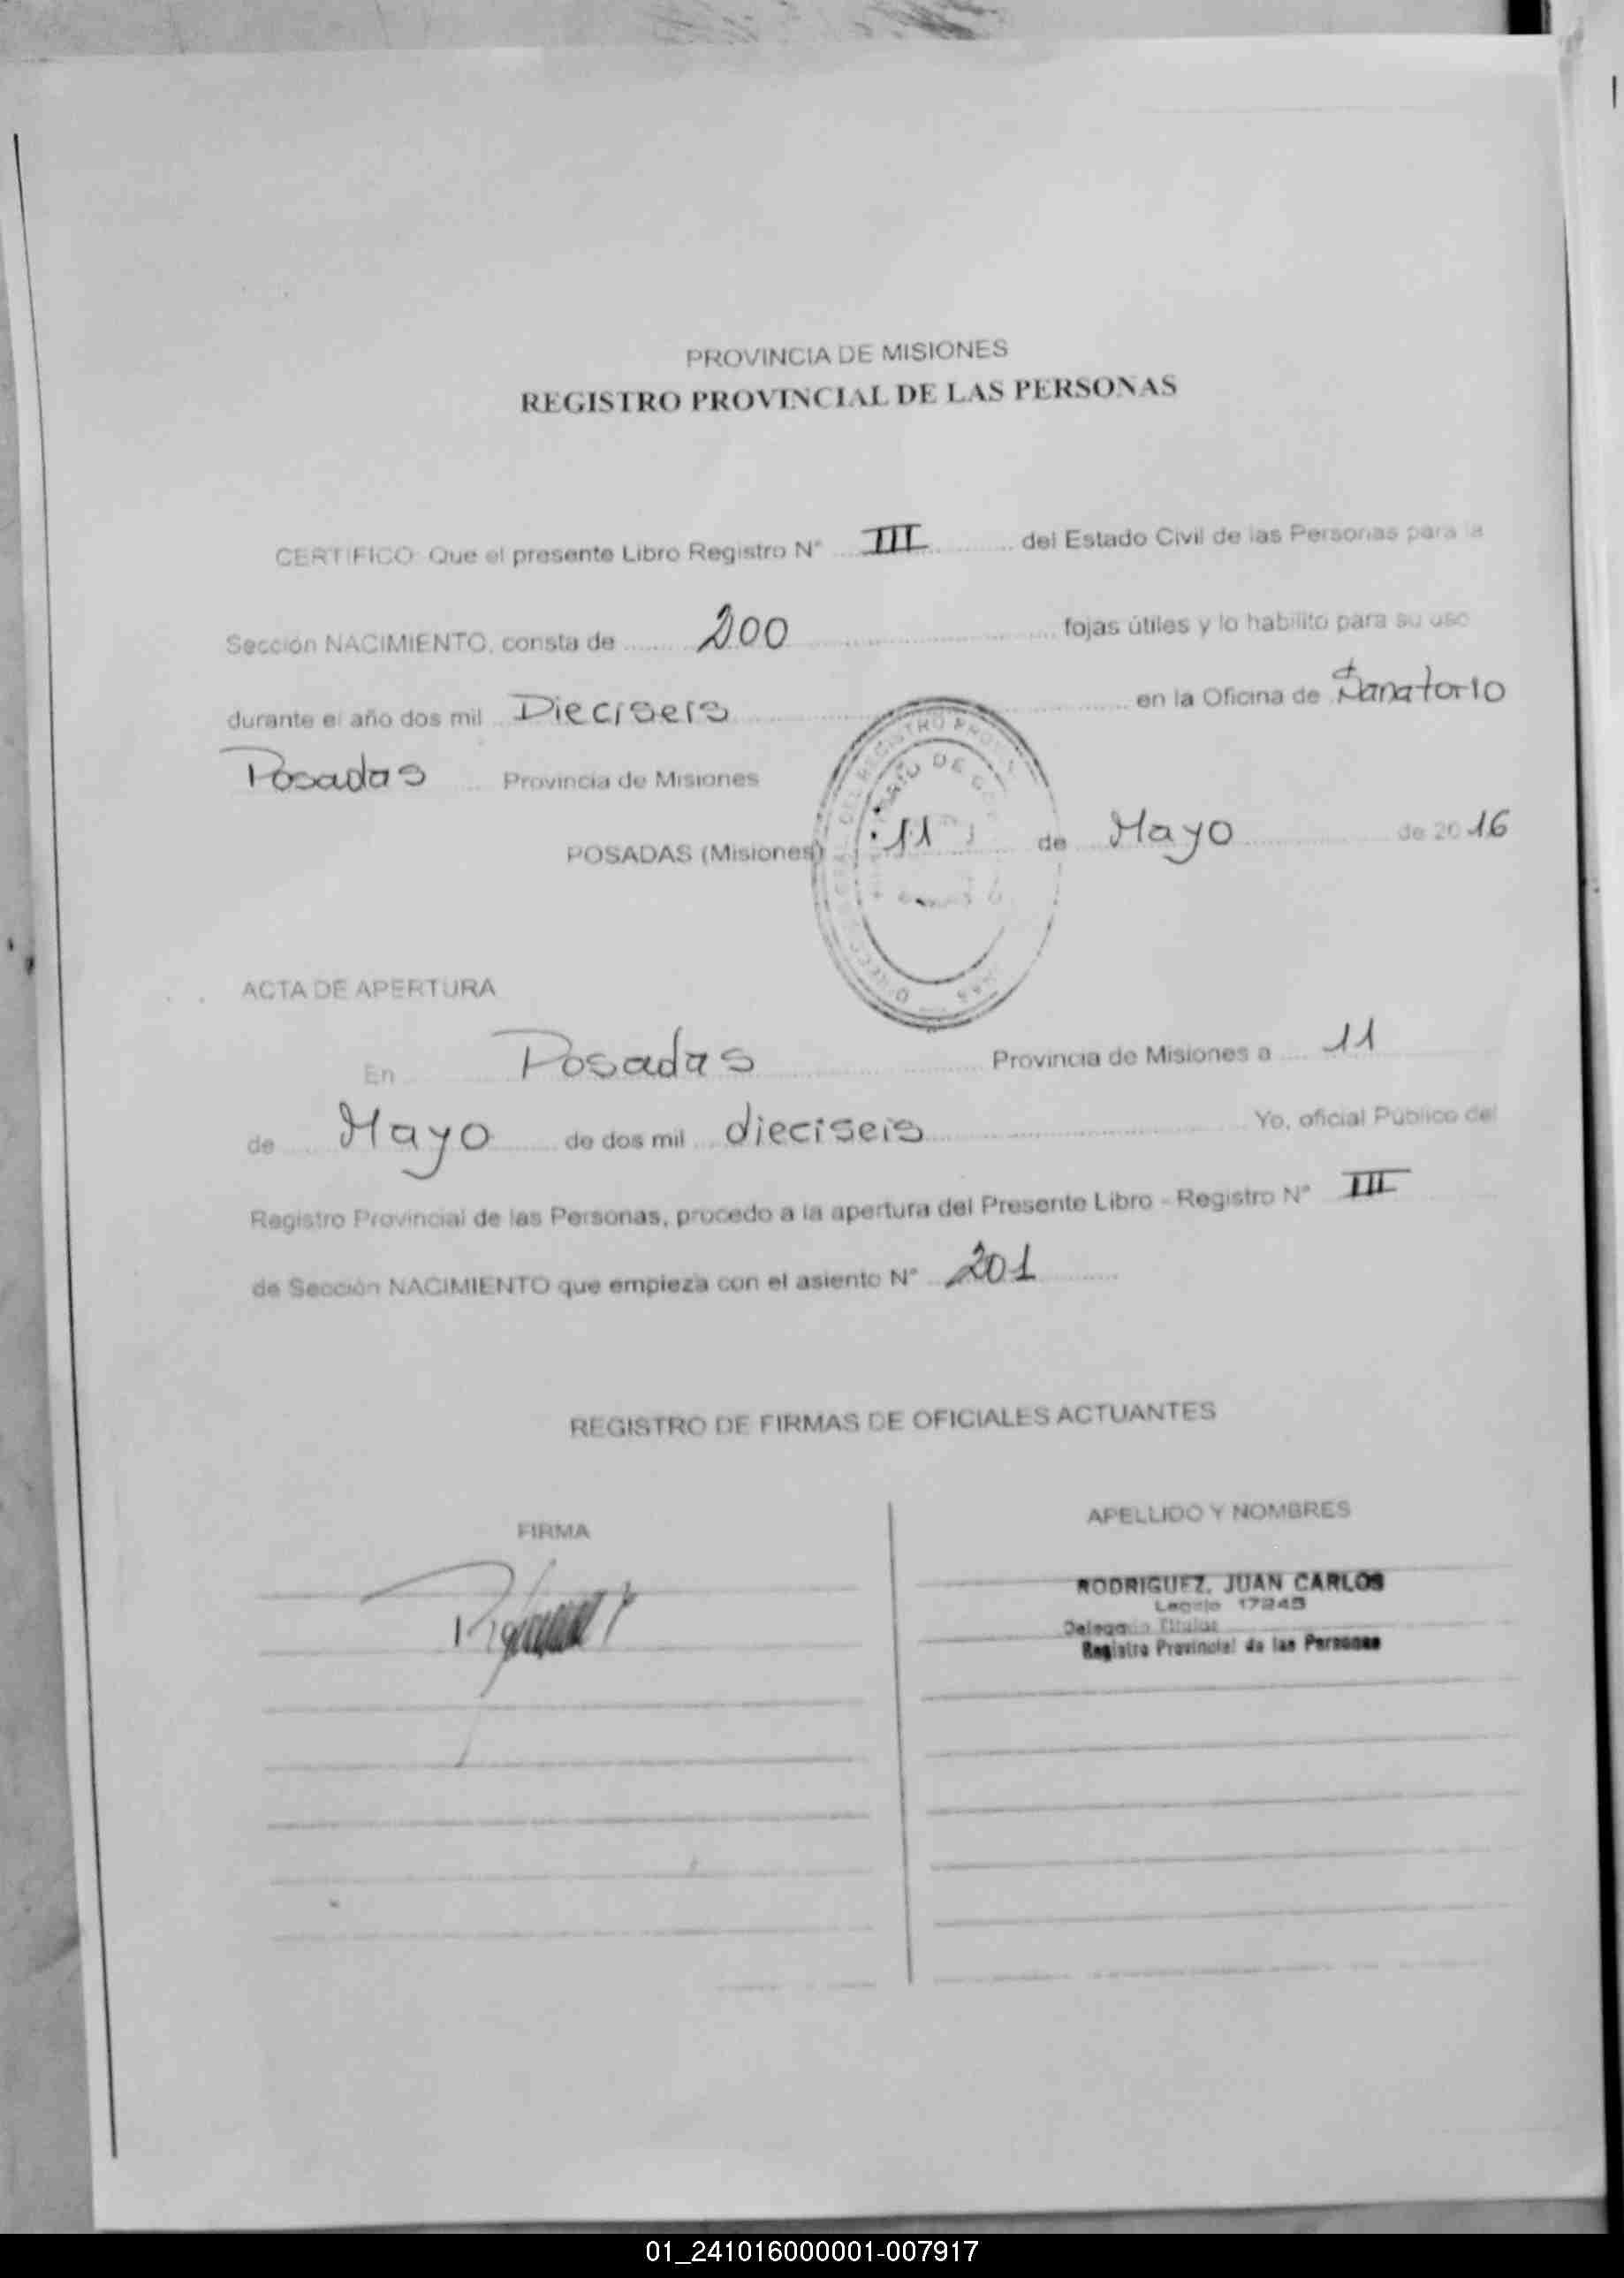 PROVINCIA DE MISIONES
REGISTRO PROVINCIAL DE LAS PERSONAS
CERTIFICO: Que el presente Libro Registro N° III del Estado Civil de las Personas para la
Sección NACIMIENTO, consta de 200 fojas útiles y lo habilito para su uso
durante el año dos mil Dieciseis en la Oficina de Sanatorio
Posadas Provincia de Misiones
POSADAS (Misiones) 11 de Mayo de 2016
ACTA DE APERTURA
En Posadas Provincia de Misiones a 11
de Mayo de dos mil dieciseis Yo, oficial Público del
Registro Provincial de las Personas, procedo a la apertura del Presente Libro - Registro N° III
de Sección NACIMIENTO que empieza con el asiento N° 201
REGISTRO DE FIRMAS DE OFICIALES ACTUANTES
FIRMA
APELLIDO Y NOMBRES
RODRIGUEZ, JUAN CARLOS
Legajo 17245
Delegado Titular
Registro Provincial de las Personas
01_241016000001-007917